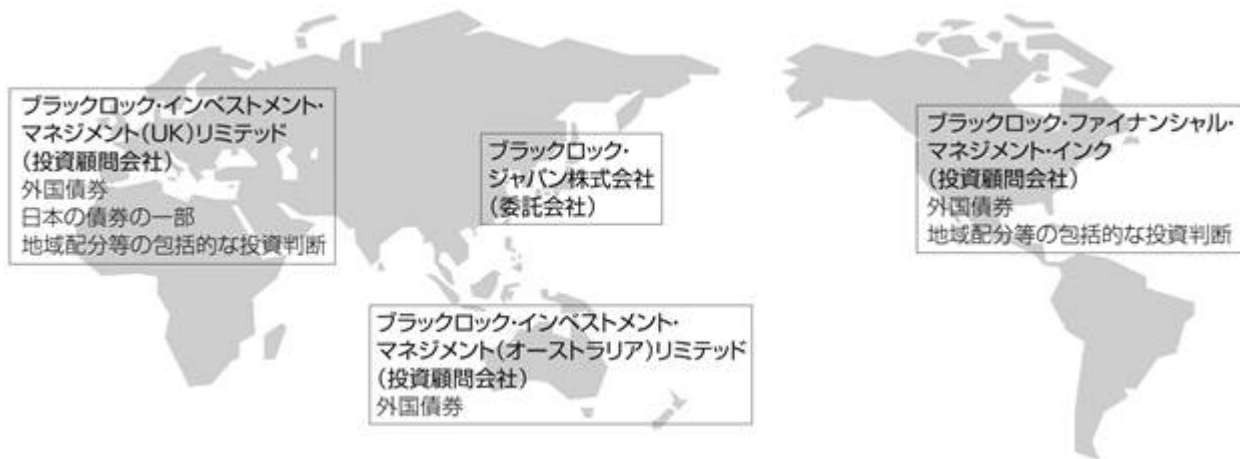 ブラックロック・インベストメント・
マネジメント(UK)リミテッド
(投資顧問会社)
外国債券
日本の債券の一部
地域配分等の包括的な投資判断
ブラックロック・
ジャパン株式会社
(委託会社)
ブラックロック・ファイナンシャル・
マネジメント・インク
(投資顧問会社)
外国債券
地域配分等の包括的な投資判断
ブラックロック・インベストメント・
マネジメント(オーストラリア)リミテッド
(投資顧問会社)
外国債券